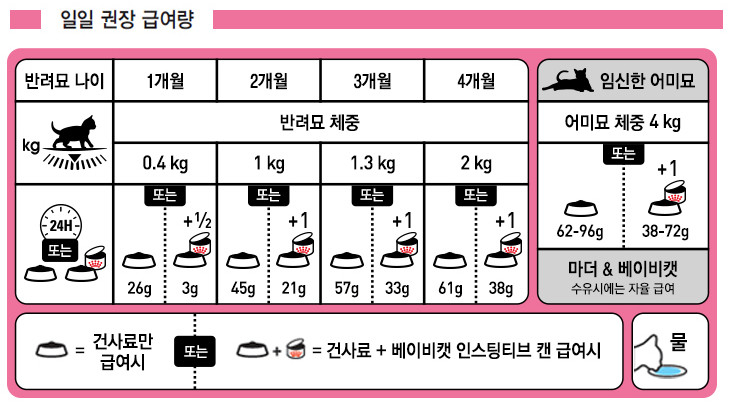 일일 권장 급여량
반려묘 나이 1개월 2개월 3개월 4개월
kg 반려묘 체중
0.4 kg 1 kg 1.3 kg 2 kg
24H 또는
또는 +½ 26g 3g
또는 +1 45g 21g
또는 +1 57g 33g
또는 +1 61g 38g
임신한 어미묘
어미묘 체중 4 kg
또는 +1
62-96g 38-72g
마더 & 베이비캣
수유시에는 자율 급여
= 건사료만
급여시
또는
+ = 건사료 + 베이비캣 인스팅티브 캔 급여시
물